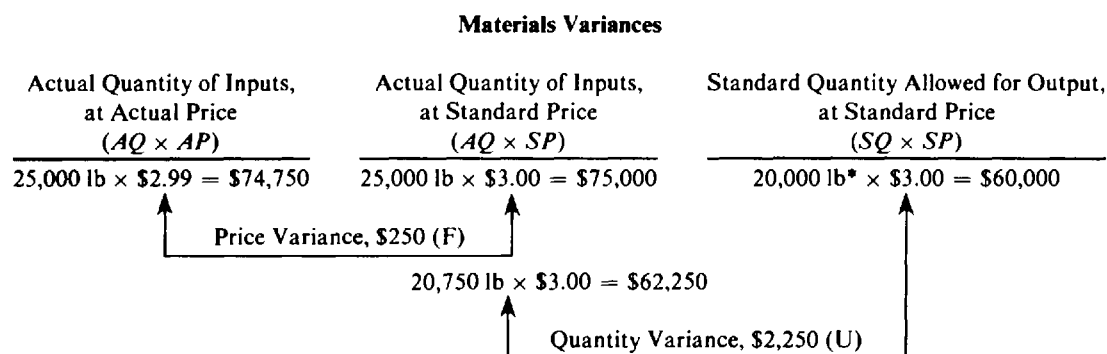 Materials Variances
Actual Quantity of Inputs, at Actual Price (AQ × AP)
Actual Quantity of Inputs, at Standard Price (AQ × SP)
Standard Quantity Allowed for Output, at Standard Price (SQ × SP)
25,000 lb × $2.99 = $74,750
25,000 lb × $3.00 = $75,000
20,000 lb* × $3.00 = $60,000
Price Variance, $250 (F)
20,750 lb × $3.00 = $62,250
Quantity Variance, $2,250 (U)